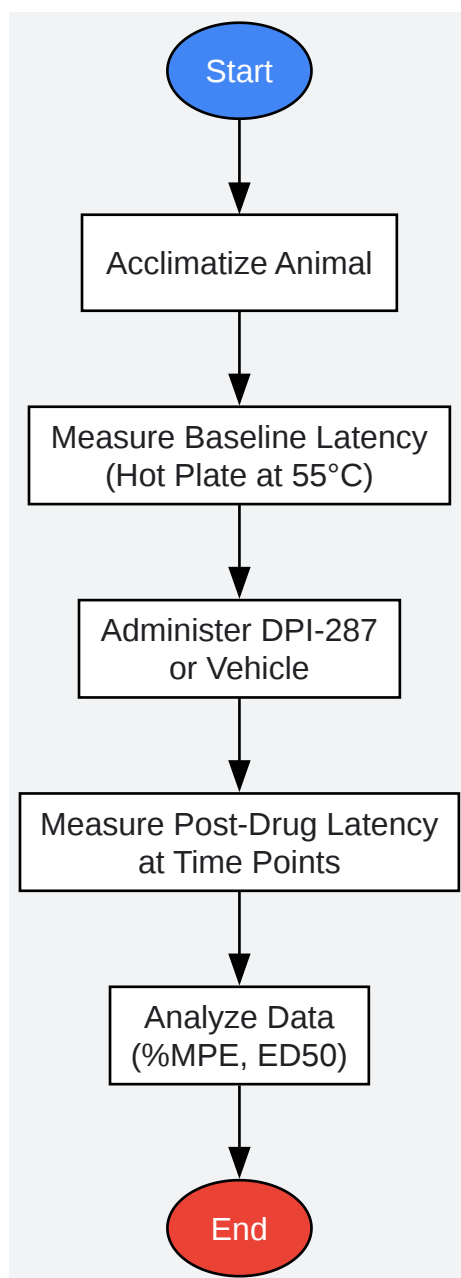 Start
Acclimatize Animal
Measure Baseline Latency
(Hot Plate at 55°C)
Administer DPI-287
or Vehicle
Measure Post-Drug Latency
at Time Points
Analyze Data
(%MPE, ED50)
End